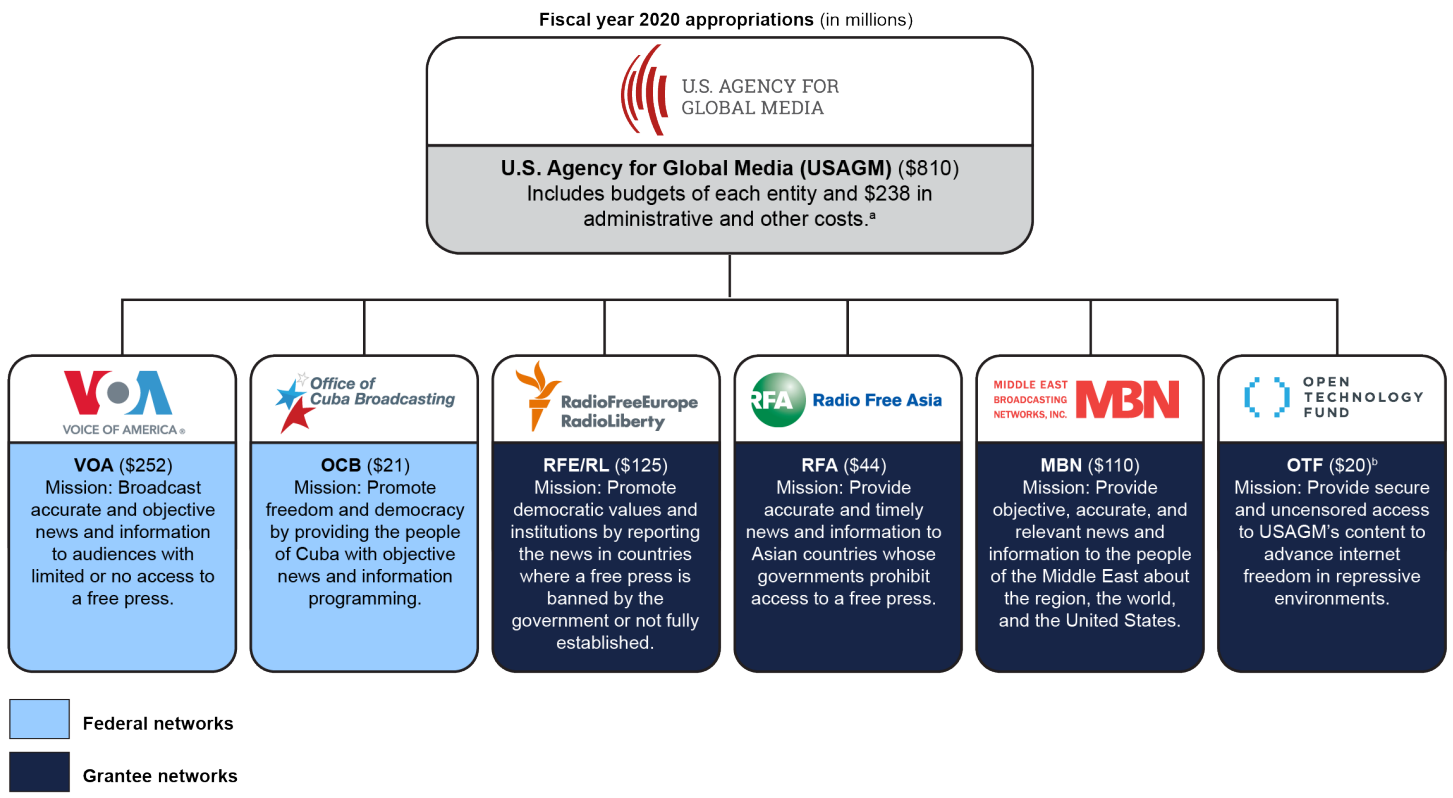 Fiscal year 2020 appropriations (in millions)
U.S. AGENCY FOR
GLOBAL MEDIA
U.S. Agency for Global Media (USAGM) ($810)
Includes budgets of each entity and $238 in
administrative and other costs.ᵃ
VOA
VOICE OF AMERICA®
VOA ($252)
Mission: Broadcast
accurate and objective
news and information
to audiences with
limited or no access to
a free press.
Office of
Cuba Broadcasting
OCB ($21)
Mission: Promote
freedom and democracy
by providing the people
of Cuba with objective
news and information
programming.
RadioFreeEurope
RadioLiberty
RFE/RL ($125)
Mission: Promote
democratic values and
institutions by reporting
the news in countries
where a free press is
banned by the
government or not fully
established.
RFA Radio Free Asia
RFA ($44)
Mission: Provide
accurate and timely
news and information to
Asian countries whose
governments prohibit
access to a free press.
MIDDLE EAST
BROADCASTING
NETWORKS, INC.
MBN
MBN ($110)
Mission: Provide
objective, accurate, and
relevant news and
information to the people
of the Middle East about
the region, the world,
and the United States.
OPEN
TECHNOLOGY
FUND
OTF ($20)ᵇ
Mission: Provide secure
and uncensored access
to USAGM’s content to
advance internet
freedom in repressive
environments.
Federal networks
Grantee networks